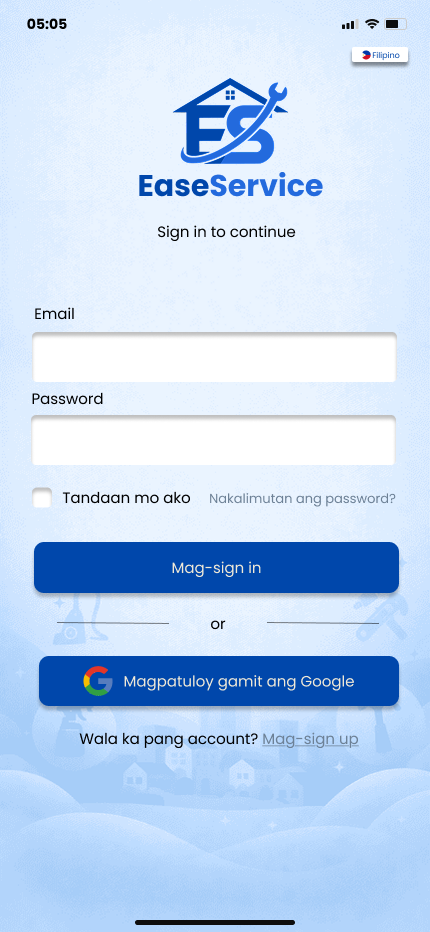 05:05
Filipino
ES
EaseService
Sign in to continue
Email
Password
Tandaan mo ako
Nakalimutan ang password?
Mag-sign in
or
Magpatuloy gamit ang Google
Wala ka pang account? Mag-sign up